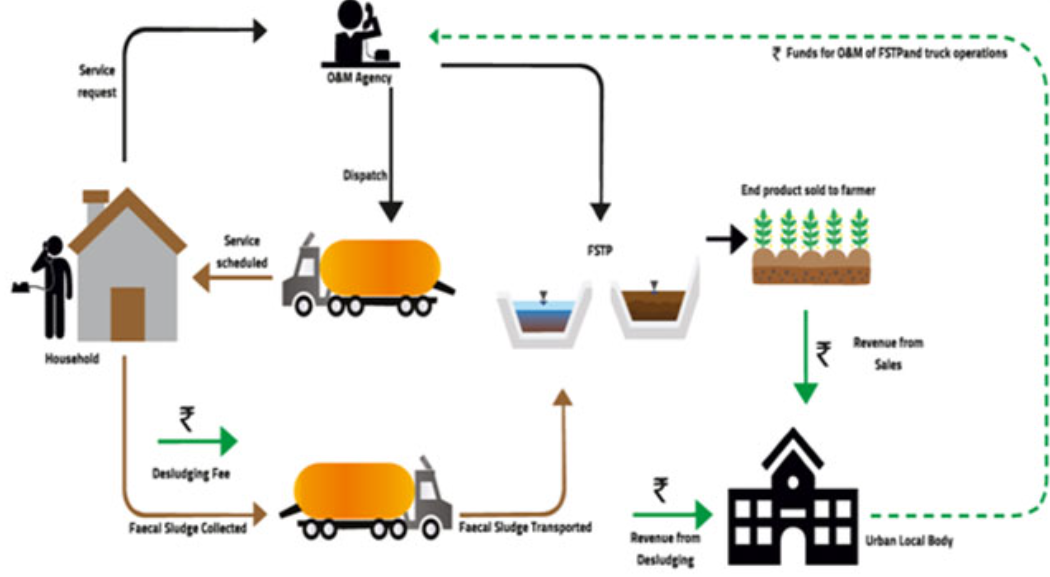 O&M Agency
₹ Funds for O&M of FSTPand truck operations
Service
request
Dispatch
End product sold to farmer
Service
scheduled
FSTP
Household
₹
Revenue from
Sales
₹
Desludging Fee
Faecal Sludge Collected
Faecal Sludge Transported
₹
Revenue from
Desludging
Urban Local Body